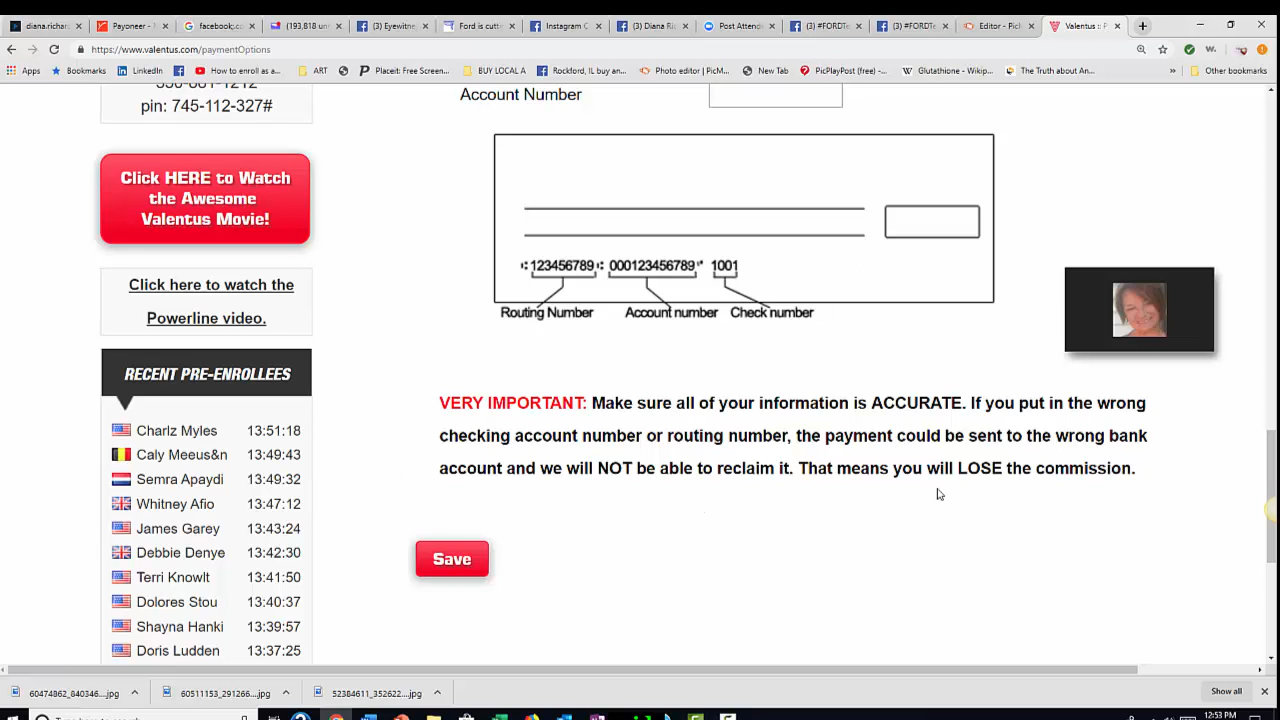 diana.richard
Payoneer -
facebook;c
(193.818 un
(3) Eyewitne
Ford is cutti
Instagram C
(3) Diana Ri
Post Attend
(3) #FORDTe
(3) #FORDTe
Editor - Pick
Valentus :: P
https://www.valentus.com/paymentOptions
Apps
Bookmarks
LinkedIn
How to enroll as a...
ART
Placeit: Free Screen...
BUY LOCAL A
Rockford, IL buy an...
Photo editor | PicM...
New Tab
PicPlayPost (free) -...
Glutathione - Wikip...
The Truth about An...
»
Other bookmarks
pin: 745-112-327#
Account Number
Click HERE to Watch
the Awesome
Valentus Movie!
Click here to watch the
Powerline video.
RECENT PRE-ENROLLEES
Charlz Myles 13:51:18
Caly Meeus&n 13:49:43
Semra Apaydi 13:49:32
Whitney Afio 13:47:12
James Garey 13:43:24
Debbie Denye 13:42:30
Terri Knowlt 13:41:50
Dolores Stou 13:40:37
Shayna Hanki 13:39:57
Doris Ludden 13:37:25
⑆123456789⑆ 000123456789⑈ 1001
Routing Number Account number Check number
VERY IMPORTANT: Make sure all of your information is ACCURATE. If you put in the wrong
checking account number or routing number, the payment could be sent to the wrong bank
account and we will NOT be able to reclaim it. That means you will LOSE the commission.
Save
60474862_840346....jpg
60511153_291266....jpg
52384611_352622....jpg
Show all
12:53 PM